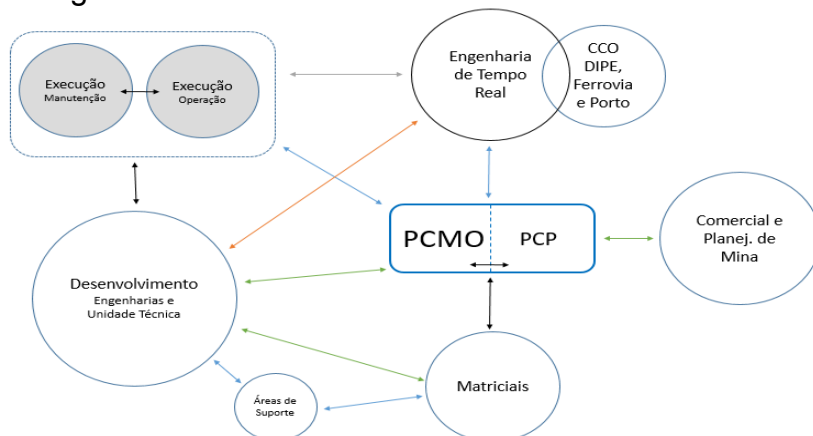 Execução
Manutenção
Execução
Operação
Engenharia
de Tempo
Real
CCO
DIPE,
Ferrovia
e Porto
PCMO
PCP
Comercial e
Planej. de
Mina
Desenvolvimento
Engenharias e
Unidade Técnica
Áreas de
Suporte
Matriciais